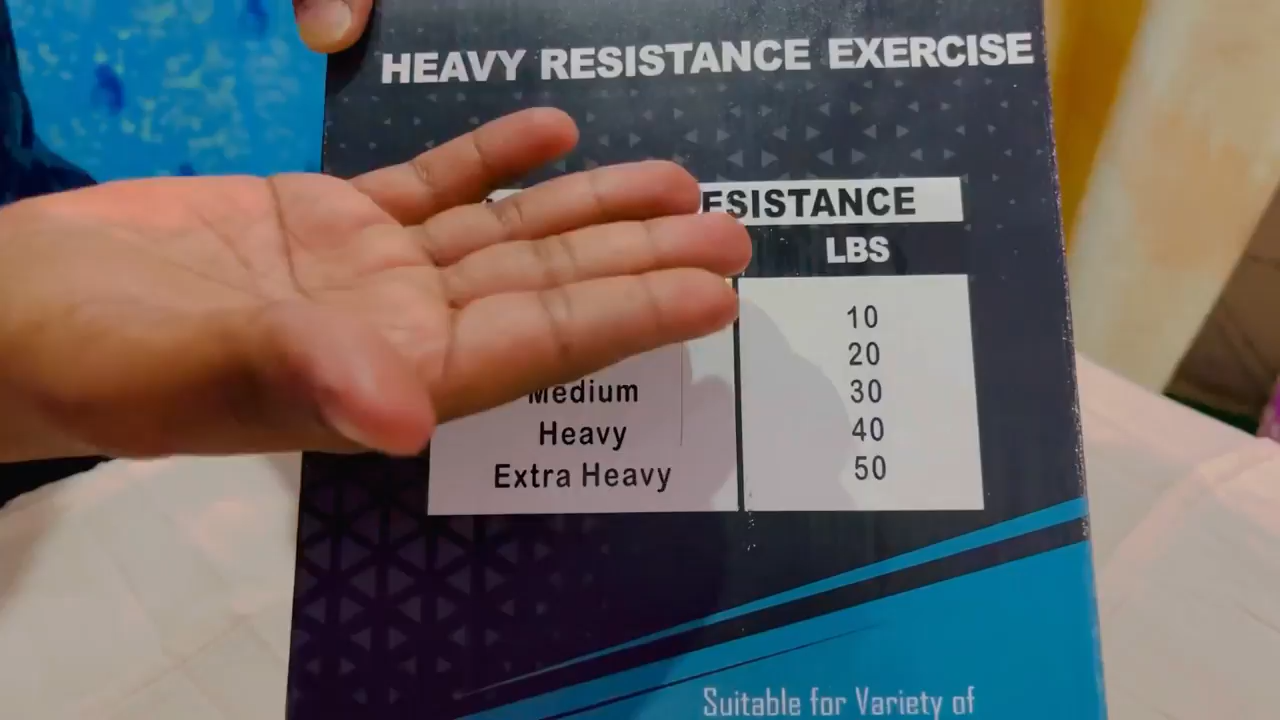 HEAVY RESISTANCE EXERCISE
ESISTANCE
LBS
10
20
Medium 30
Heavy 40
Extra Heavy 50
Suitable for Variety of